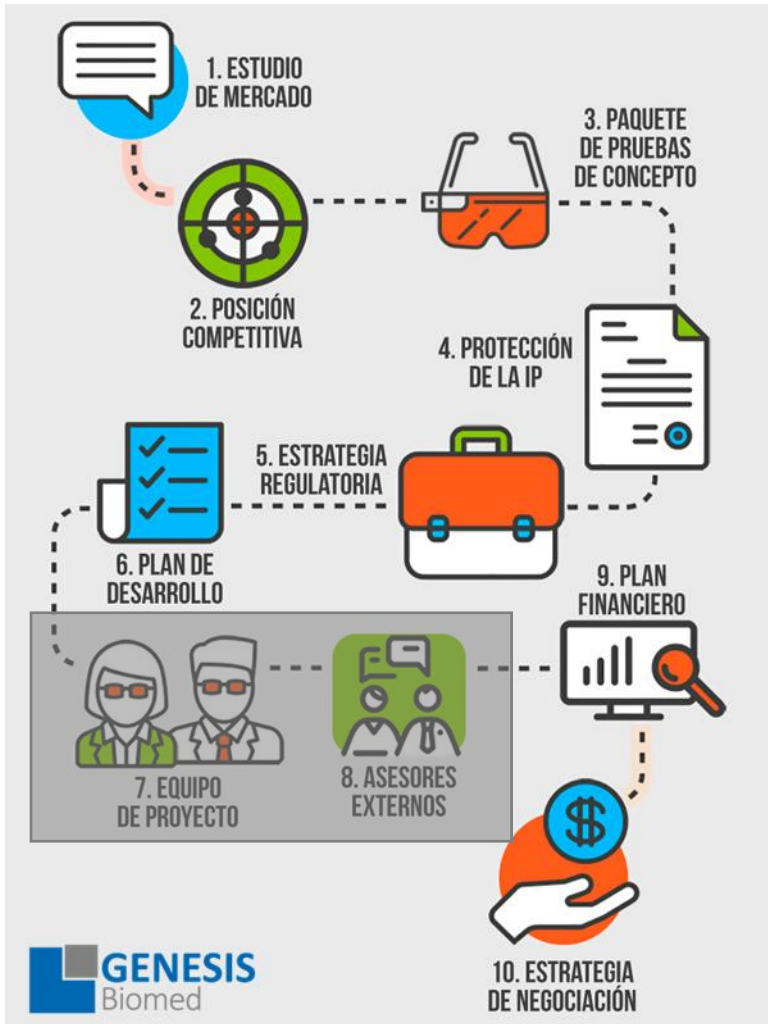 1. ESTUDIO
DE MERCADO
2. POSICIÓN
COMPETITIVA
3. PAQUETE
DE PRUEBAS
DE CONCEPTO
4. PROTECCIÓN
DE LA IP
5. ESTRATEGIA
REGULATORIA
6. PLAN DE
DESARROLLO
7. EQUIPO
DE PROYECTO
8. ASESORES
EXTERNOS
9. PLAN
FINANCIERO
$
10. ESTRATEGIA
DE NEGOCIACIÓN
GENESIS
Biomed